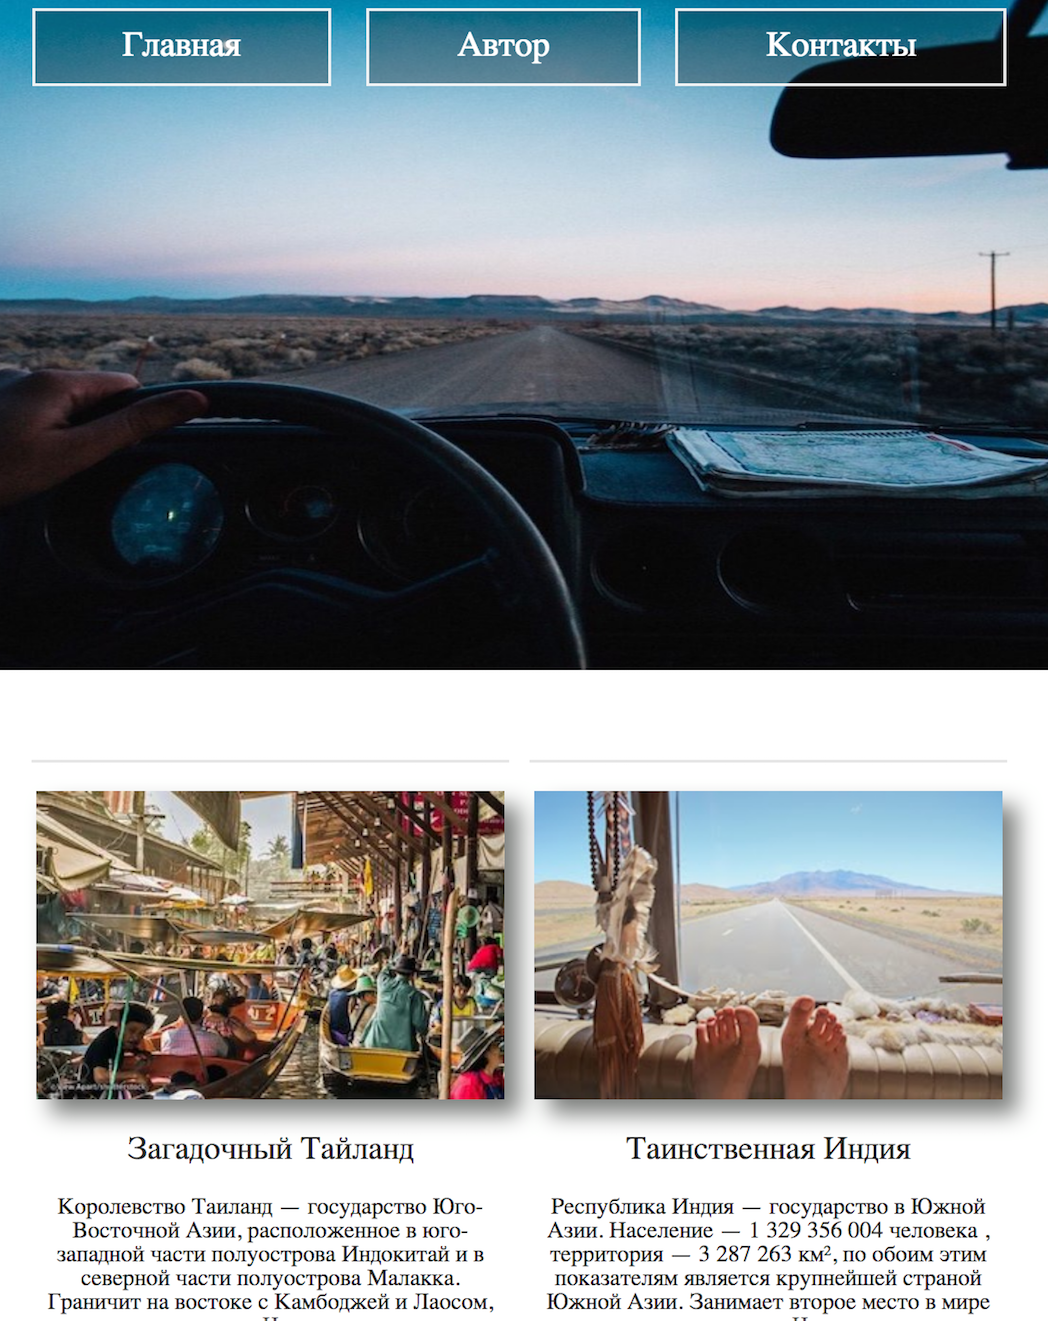 Главная
Автор
Контакты
Загадочный Тайланд
Королевство Таиланд — государство Юго-
Восточной Азии, расположенное в юго-
западной части полуострова Индокитай и в
северной части полуострова Малакка.
Граничит на востоке с Камбоджей и Лаосом,
Таинственная Индия
Республика Индия — государство в Южной
Азии. Население — 1 329 356 004 человека ,
территория — 3 287 263 км², по обоим этим
показателям является крупнейшей страной
Южной Азии. Занимает второе место в мире